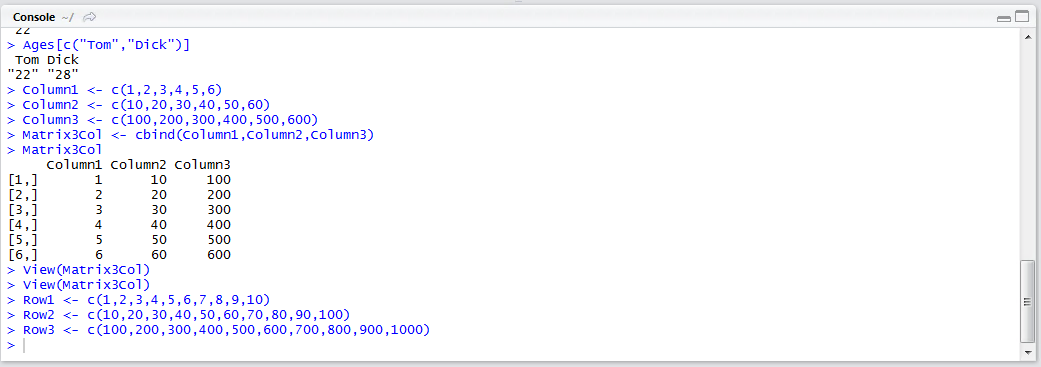 Console ~/
22
> Ages[c("Tom","Dick")]
 Tom Dick
"22" "28"
> Column1 <- c(1,2,3,4,5,6)
> Column2 <- c(10,20,30,40,50,60)
> Column3 <- c(100,200,300,400,500,600)
> Matrix3Col <- cbind(Column1,Column2,Column3)
> Matrix3Col
     Column1 Column2 Column3
[1,]       1      10     100
[2,]       2      20     200
[3,]       3      30     300
[4,]       4      40     400
[5,]       5      50     500
[6,]       6      60     600
> View(Matrix3Col)
> View(Matrix3Col)
> Row1 <- c(1,2,3,4,5,6,7,8,9,10)
> Row2 <- c(10,20,30,40,50,60,70,80,90,100)
> Row3 <- c(100,200,300,400,500,600,700,800,900,1000)
>